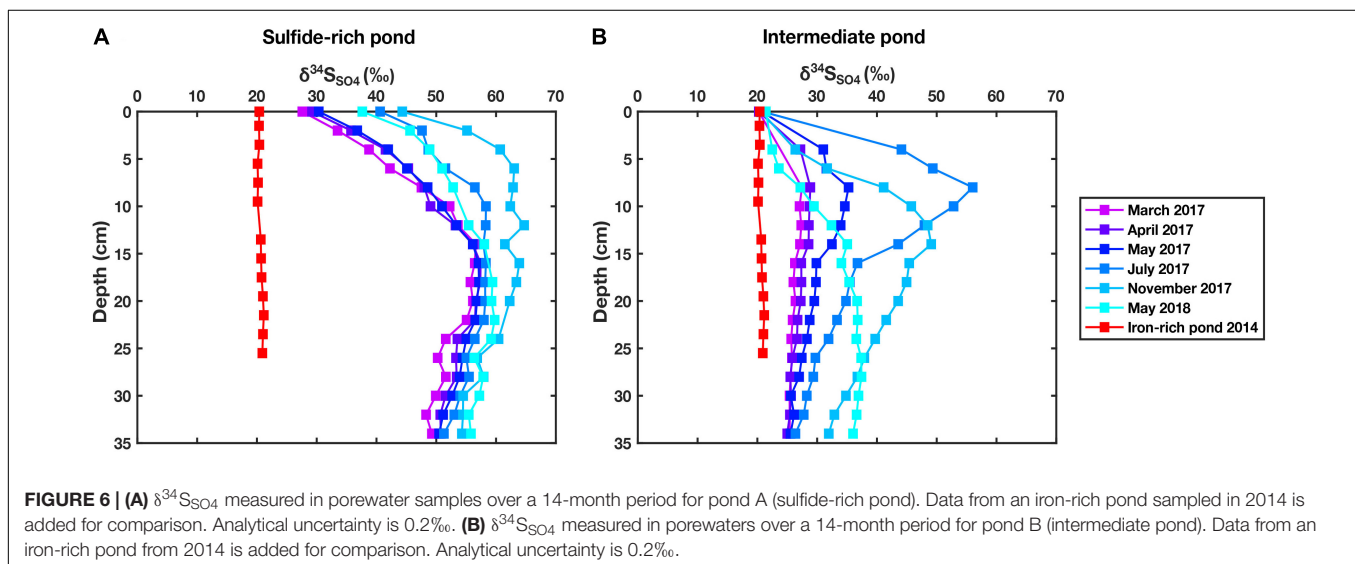 A
Sulfide-rich pond
δ34SSO4 (‰)
0 10 20 30 40 50 60 70
0
5
10
15
20
25
30
35
Depth (cm)
B
Intermediate pond
δ34SSO4 (‰)
0 10 20 30 40 50 60 70
0
5
10
15
20
25
30
35
Depth (cm)
March 2017
April 2017
May 2017
July 2017
November 2017
May 2018
Iron-rich pond 2014
FIGURE 6 | (A) δ34SSO4 measured in porewater samples over a 14-month period for pond A (sulfide-rich pond). Data from an iron-rich pond sampled in 2014 is
added for comparison. Analytical uncertainty is 0.2‰. (B) δ34SSO4 measured in porewaters over a 14-month period for pond B (intermediate pond). Data from an
iron-rich pond from 2014 is added for comparison. Analytical uncertainty is 0.2‰.